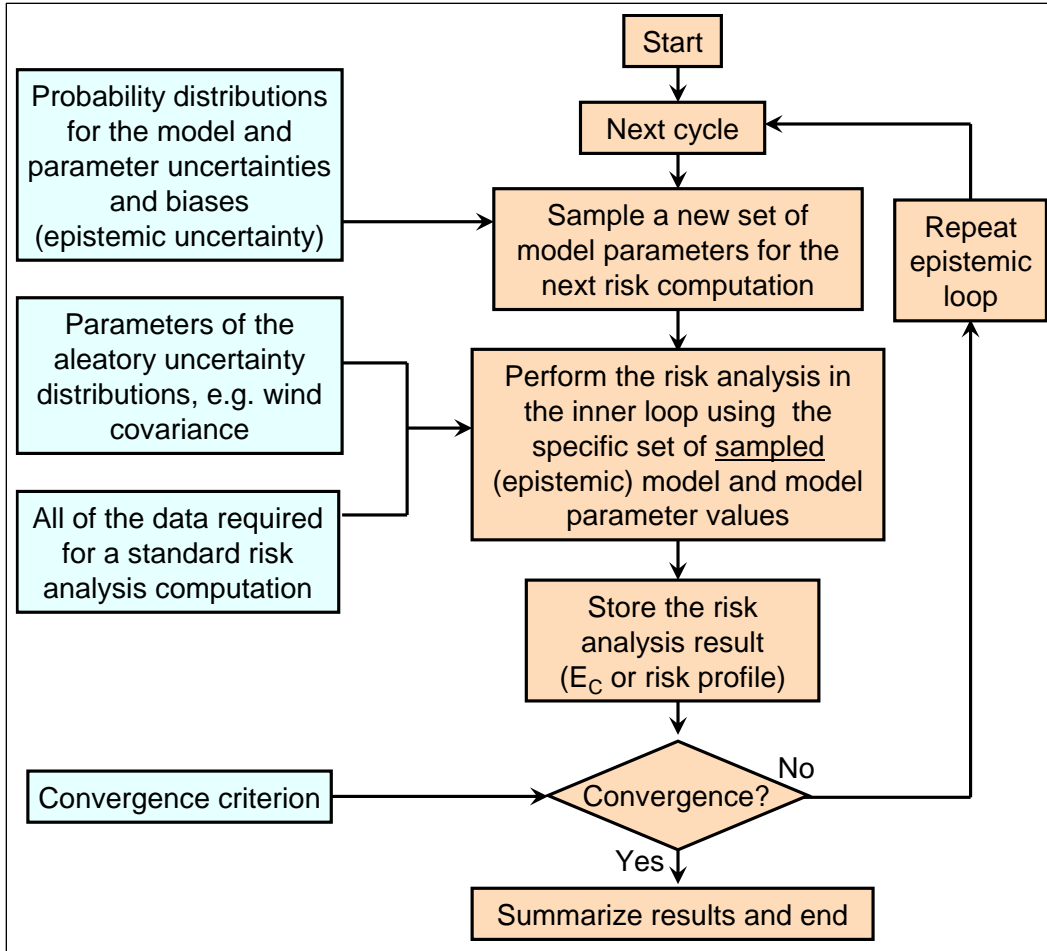 Start
Next cycle
Probability distributions
for the model and
parameter uncertainties
and biases
(epistemic uncertainty)
Sample a new set of
model parameters for the
next risk computation
Repeat
epistemic
loop
Parameters of the
aleatory uncertainty
distributions, e.g. wind
covariance
All of the data required
for a standard risk
analysis computation
Perform the risk analysis in
the inner loop using  the
specific set of sampled
(epistemic) model and model
parameter values
Store the risk
analysis result
(EC or risk profile)
Convergence criterion
Convergence?
No
Yes
Summarize results and end